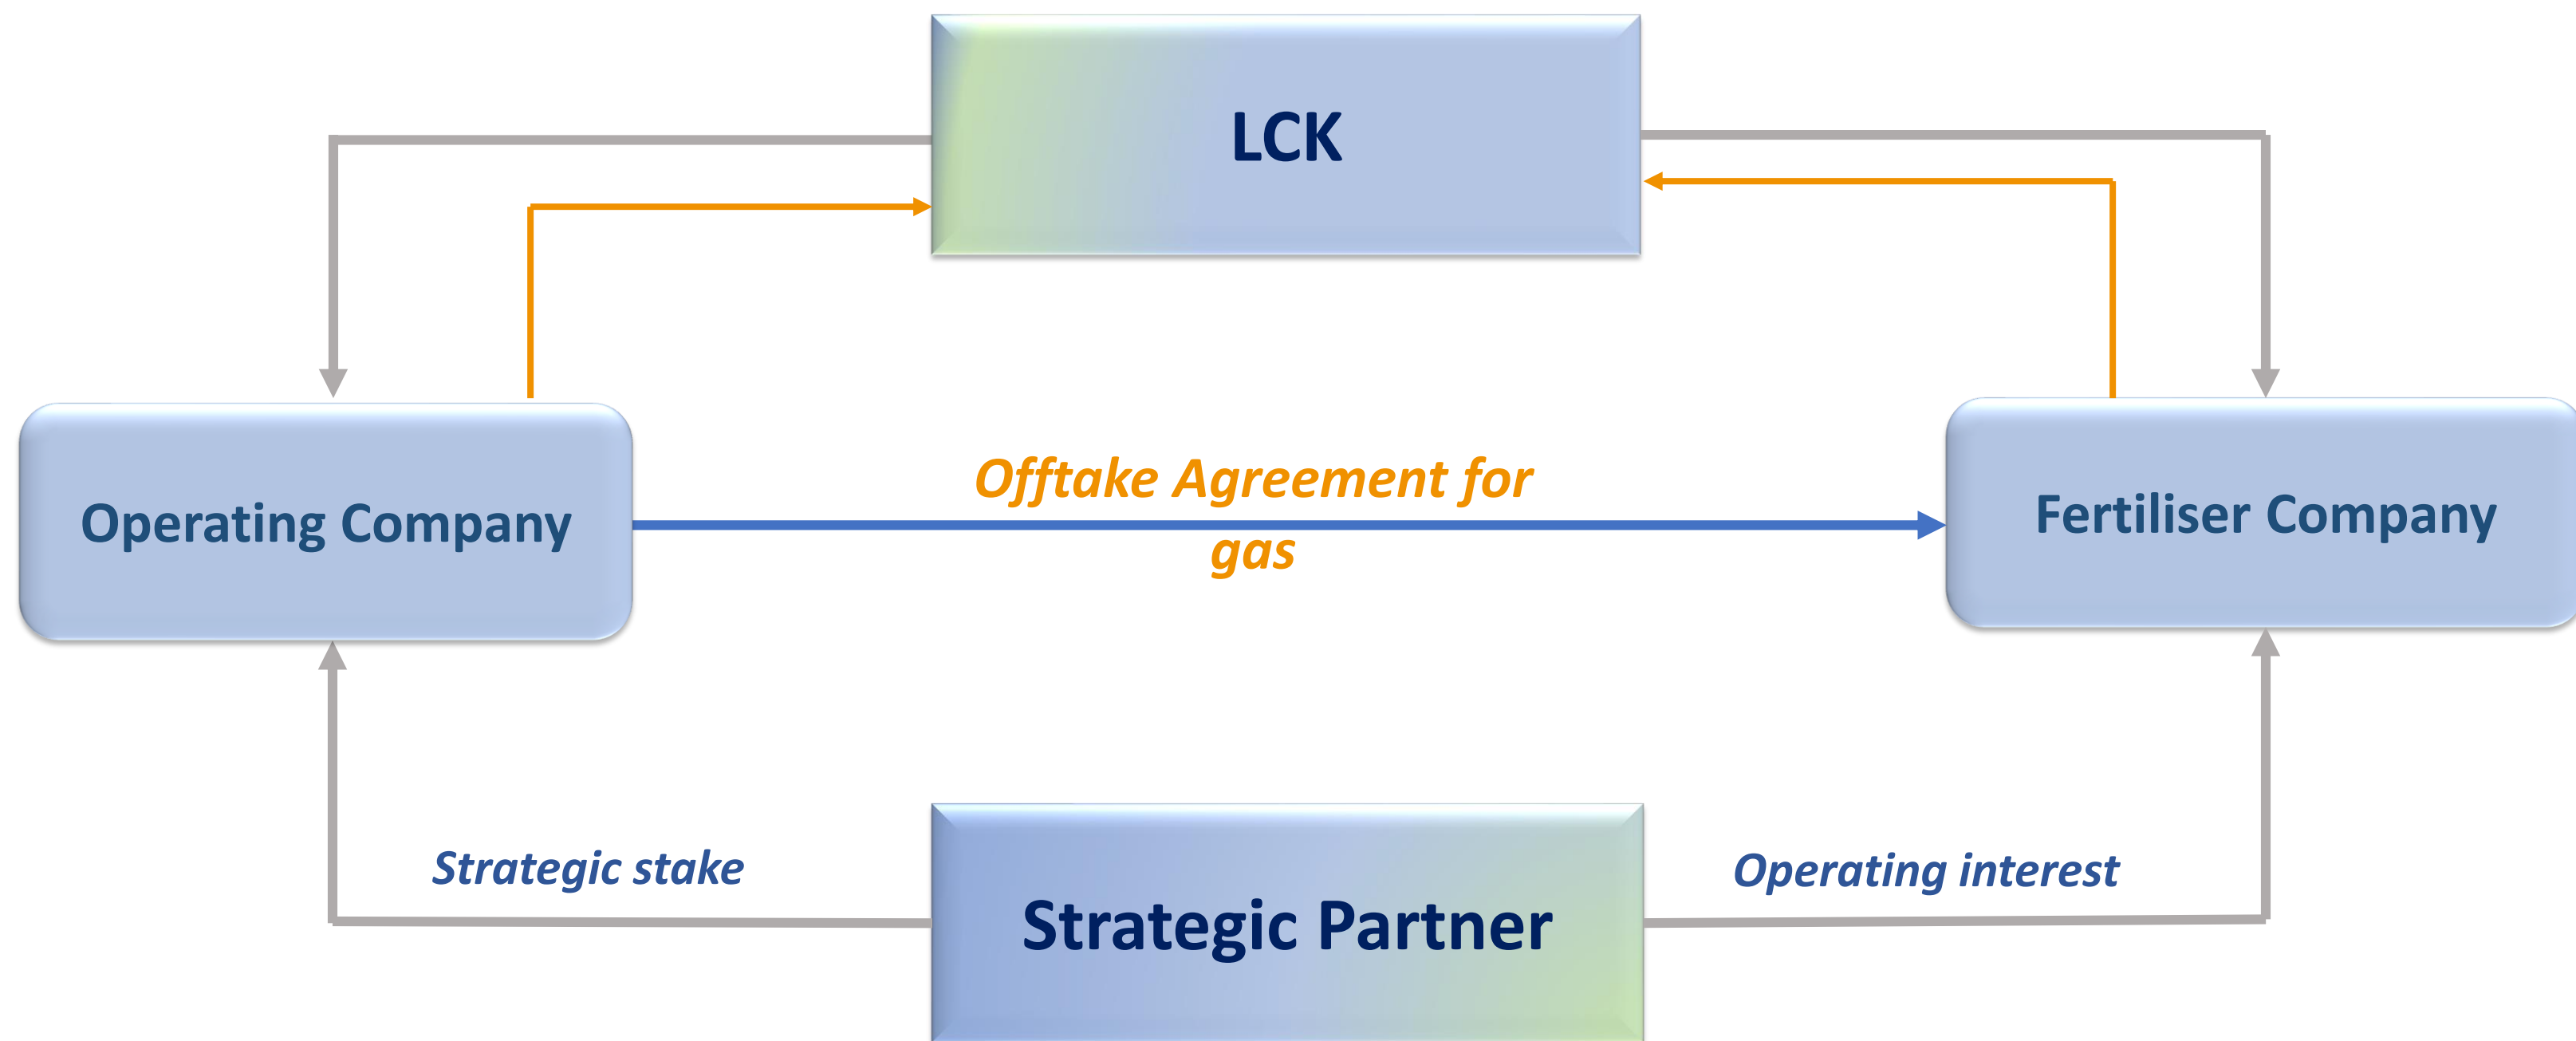 LCK
Offtake Agreement for
gas
Operating Company
Fertiliser Company
Strategic stake
Operating interest
Strategic Partner